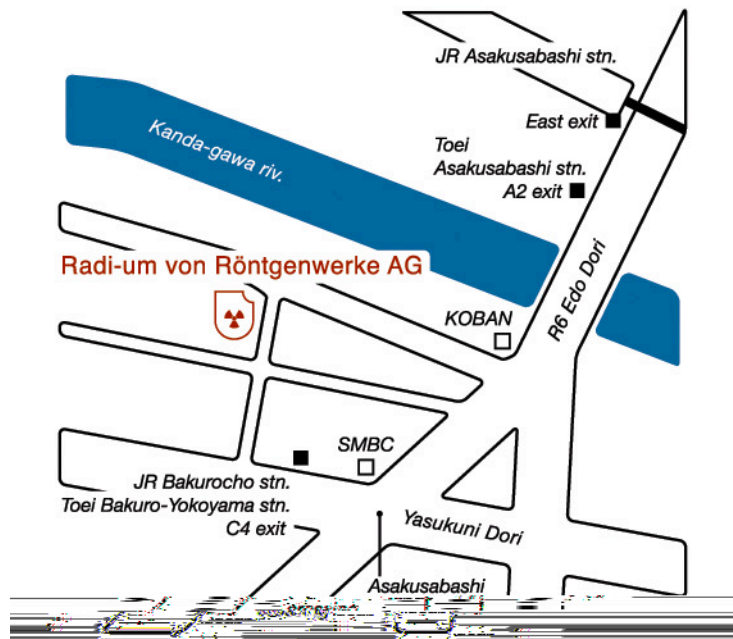 JR Asakusabashi stn.
East exit
Toei
Asakusabashi stn.
A2 exit
Kanda-gawa riv.
Radi-um von Röntgenwerke AG
R6 Edo Dori
KOBAN
SMBC
JR Bakurocho stn.
Toei Bakuro-Yokoyama stn.
C4 exit
Yasukuni Dori
Asakusabashi